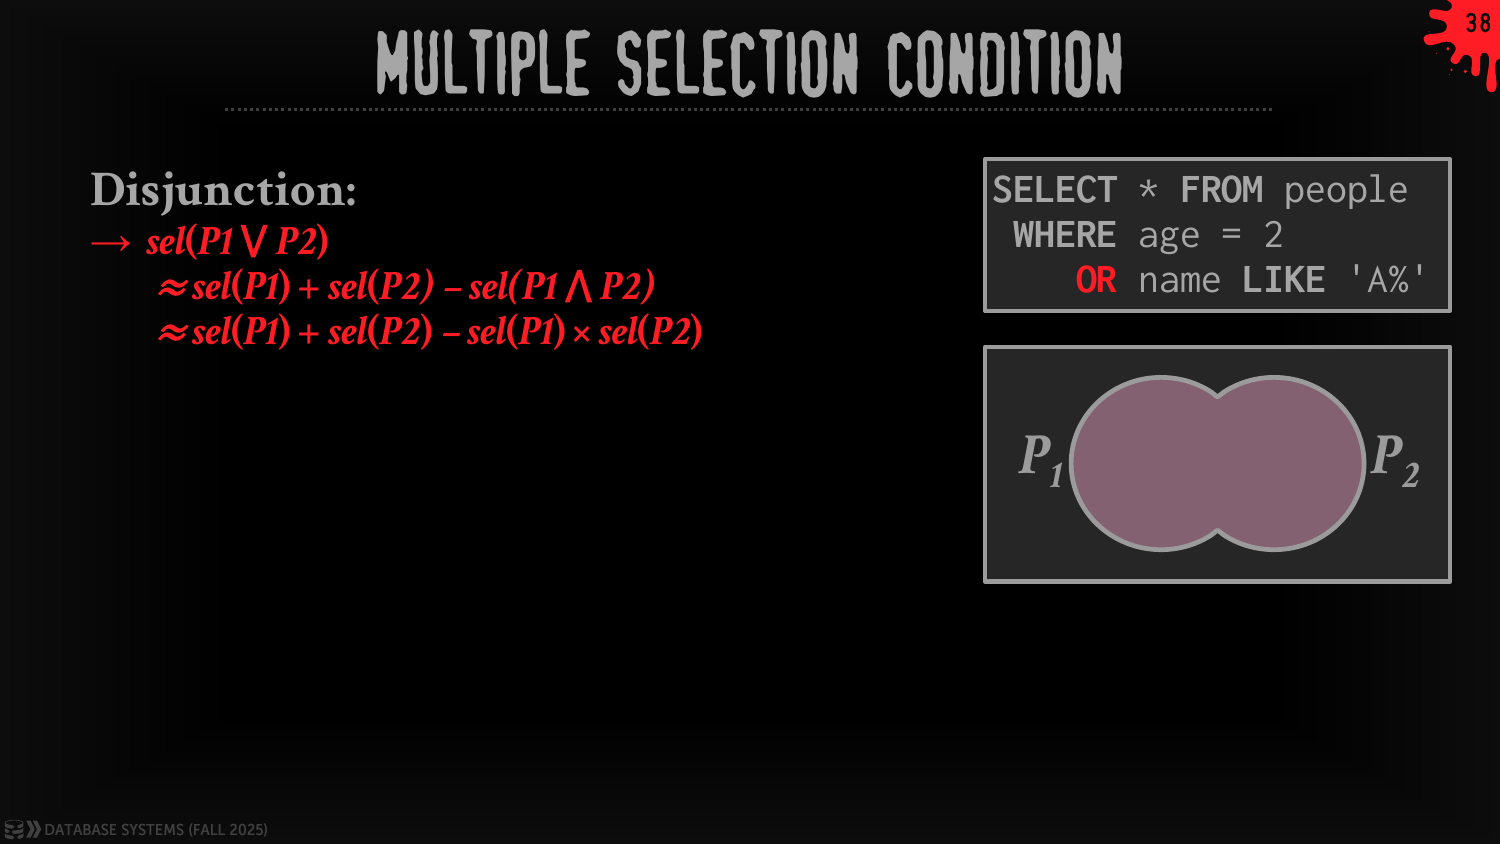 MULTIPLE SELECTION CONDITION
38
Disjunction:
→ sel(P1 ⋁ P2)
≈ sel(P1) + sel(P2) – sel(P1 ⋀ P2)
≈ sel(P1) + sel(P2) – sel(P1) × sel(P2)
SELECT * FROM people
WHERE age = 2
OR name LIKE 'A%'
P1
P2
DATABASE SYSTEMS (FALL 2025)